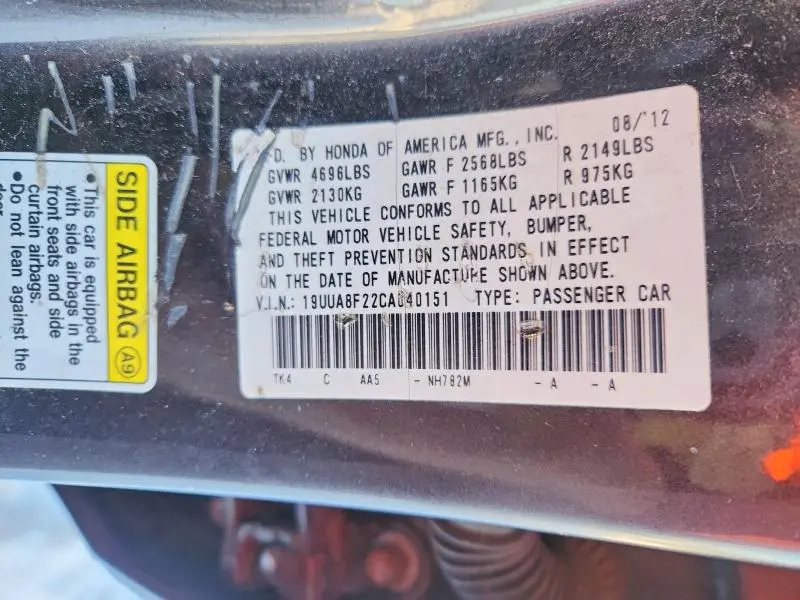 SIDE AIRBAG A9
•This car is equipped
with side airbags in the
front seats and side
curtain airbags.
•Do not lean against the
door.
D. BY HONDA OF AMERICA MFG., INC. 08/'12
GVWR 4696LBS GAWR F 2568LBS R 2149LBS
GVWR 2130KG GAWR F 1165KG R 975KG
THIS VEHICLE CONFORMS TO ALL APPLICABLE
FEDERAL MOTOR VEHICLE SAFETY, BUMPER,
AND THEFT PREVENTION STANDARDS IN EFFECT
ON THE DATE OF MANUFACTURE SHOWN ABOVE.
V.I.N.: 19UUA8F22CA040151 TYPE: PASSENGER CAR
TK4 C AA5 - NH782M - A - A